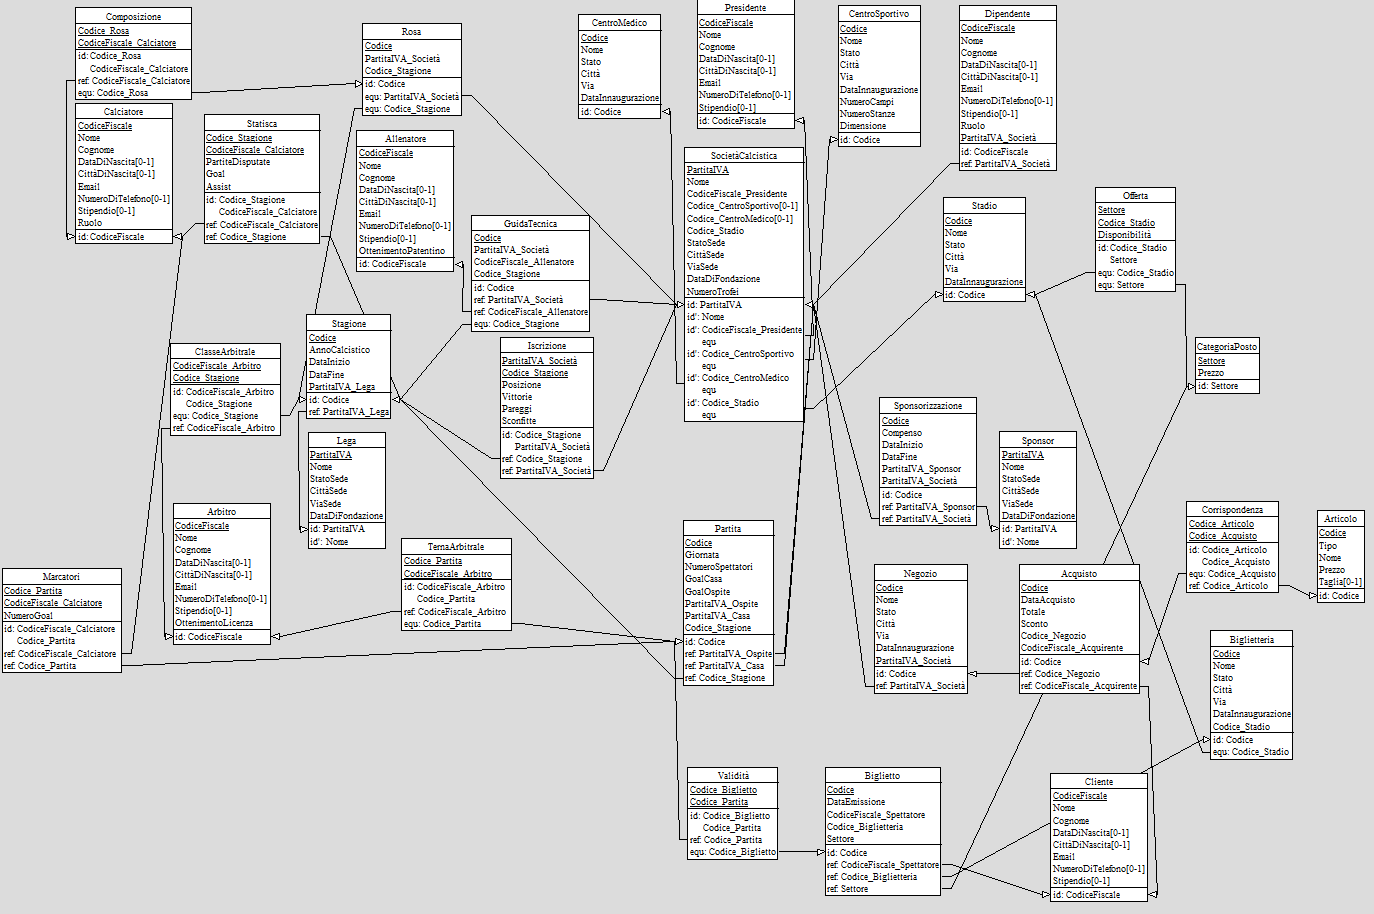 Composizione
Codice_Rosa
CodiceFiscale_Calciatore
id: Codice_Rosa
CodiceFiscale_Calciatore
ref: CodiceFiscale_Calciatore
equ: Codice_Rosa
Calciatore
CodiceFiscale
Nome
Cognome
DataDiNascita[0-1]
CittàDiNascita[0-1]
Email
NumeroDiTelefono[0-1]
Stipendio[0-1]
Ruolo
id: CodiceFiscale
Statisca
Codice_Stagione
CodiceFiscale_Calciatore
PartiteDisputate
Goal
Assist
id: Codice_Stagione
CodiceFiscale_Calciatore
ref: CodiceFiscale_Calciatore
ref: Codice_Stagione
Rosa
Codice
PartitaIVA_Società
Codice_Stagione
id: Codice
equ: PartitaIVA_Società
equ: Codice_Stagione
Allenatore
CodiceFiscale
Nome
Cognome
DataDiNascita[0-1]
CittàDiNascita[0-1]
Email
NumeroDiTelefono[0-1]
Stipendio[0-1]
OttenimentoPatentino
id: CodiceFiscale
GuidaTecnica
Codice
PartitaIVA_Società
CodiceFiscale_Allenatore
Codice_Stagione
id: Codice
ref: PartitaIVA_Società
ref: CodiceFiscale_Allenatore
equ: Codice_Stagione
CentroMedico
Codice
Nome
Stato
Città
Via
DataInnaugurazione
id: Codice
Presidente
CodiceFiscale
Nome
Cognome
DataDiNascita[0-1]
CittàDiNascita[0-1]
Email
NumeroDiTelefono[0-1]
Stipendio[0-1]
id: CodiceFiscale
CentroSportivo
Codice
Nome
Stato
Città
Via
DataInnaugurazione
NumeroCampi
NumeroStanze
Dimensione
id: Codice
Dipendente
CodiceFiscale
Nome
Cognome
DataDiNascita[0-1]
CittàDiNascita[0-1]
Email
NumeroDiTelefono[0-1]
Stipendio[0-1]
Ruolo
PartitaIVA_Società
id: CodiceFiscale
ref: PartitaIVA_Società
SocietàCalcistica
PartitaIVA
Nome
CodiceFiscale_Presidente
Codice_CentroSportivo[0-1]
Codice_CentroMedico[0-1]
Codice_Stadio
StatoSede
CittàSede
ViaSede
DataDiFondazione
NumeroTrofei
id: PartitaIVA
id': Nome
id': CodiceFiscale_Presidente
equ
id': Codice_CentroSportivo
equ
id': Codice_CentroMedico
equ
id': Codice_Stadio
equ
Stadio
Codice
Nome
Stato
Città
Via
DataInnaugurazione
id: Codice
Offerta
Settore
Codice_Stadio
Disponibilità
id: Codice_Stadio
Settore
equ: Codice_Stadio
equ: Settore
CategoriaPosto
Settore
Prezzo
id: Settore
Stagione
Codice
AnnoCalcistico
DataInizio
DataFine
PartitaIVA_Lega
id: Codice
ref: PartitaIVA_Lega
Iscrizione
PartitaIVA_Società
Codice_Stagione
Posizione
Vittorie
Pareggi
Sconfitte
id: Codice_Stagione
PartitaIVA_Società
ref: Codice_Stagione
ref: PartitaIVA_Società
ClasseArbitrale
CodiceFiscale_Arbitro
Codice_Stagione
id: CodiceFiscale_Arbitro
Codice_Stagione
equ: Codice_Stagione
ref: CodiceFiscale_Arbitro
Lega
PartitaIVA
Nome
StatoSede
CittàSede
ViaSede
DataDiFondazione
id: PartitaIVA
id': Nome
Sponsorizzazione
Codice
Compenso
DataInizio
DataFine
PartitaIVA_Sponsor
PartitaIVA_Società
id: Codice
ref: PartitaIVA_Sponsor
ref: PartitaIVA_Società
Sponsor
PartitaIVA
Nome
StatoSede
CittàSede
ViaSede
DataDiFondazione
id: PartitaIVA
id': Nome
Arbitro
CodiceFiscale
Nome
Cognome
DataDiNascita[0-1]
CittàDiNascita[0-1]
Email
NumeroDiTelefono[0-1]
Stipendio[0-1]
OttenimentoLicenza
id: CodiceFiscale
TernaArbitrale
Codice_Partita
CodiceFiscale_Arbitro
id: CodiceFiscale_Arbitro
Codice_Partita
ref: CodiceFiscale_Arbitro
equ: Codice_Partita
Marcatori
Codice_Partita
CodiceFiscale_Calciatore
NumeroGoal
id: CodiceFiscale_Calciatore
Codice_Partita
ref: CodiceFiscale_Calciatore
ref: Codice_Partita
Partita
Codice
Giornata
NumeroSpettatori
GoalCasa
GoalOspite
PartitaIVA_Ospite
PartitaIVA_Casa
Codice_Stagione
id: Codice
ref: PartitaIVA_Ospite
ref: PartitaIVA_Casa
ref: Codice_Stagione
Negozio
Codice
Nome
Stato
Città
Via
DataInnaugurazione
PartitaIVA_Società
id: Codice
ref: PartitaIVA_Società
Acquisto
Codice
DataAcquisto
Totale
Sconto
Codice_Negozio
CodiceFiscale_Acquirente
id: Codice
ref: Codice_Negozio
ref: CodiceFiscale_Acquirente
Corrispondenza
Codice_Articolo
Codice_Acquisto
id: Codice_Articolo
Codice_Acquisto
equ: Codice_Acquisto
ref: Codice_Articolo
Articolo
Codice
Tipo
Nome
Prezzo
Taglia[0-1]
id: Codice
Biglietteria
Codice
Nome
Stato
Città
Via
DataInnaugurazione
Codice_Stadio
id: Codice
equ: Codice_Stadio
Validità
Codice_Biglietto
Codice_Partita
id: Codice_Biglietto
Codice_Partita
ref: Codice_Partita
equ: Codice_Biglietto
Biglietto
Codice
DataEmissione
CodiceFiscale_Spettatore
Codice_Biglietteria
Settore
id: Codice
ref: CodiceFiscale_Spettatore
ref: Codice_Biglietteria
ref: Settore
Cliente
CodiceFiscale
Nome
Cognome
DataDiNascita[0-1]
CittàDiNascita[0-1]
Email
NumeroDiTelefono[0-1]
Stipendio[0-1]
id: CodiceFiscale